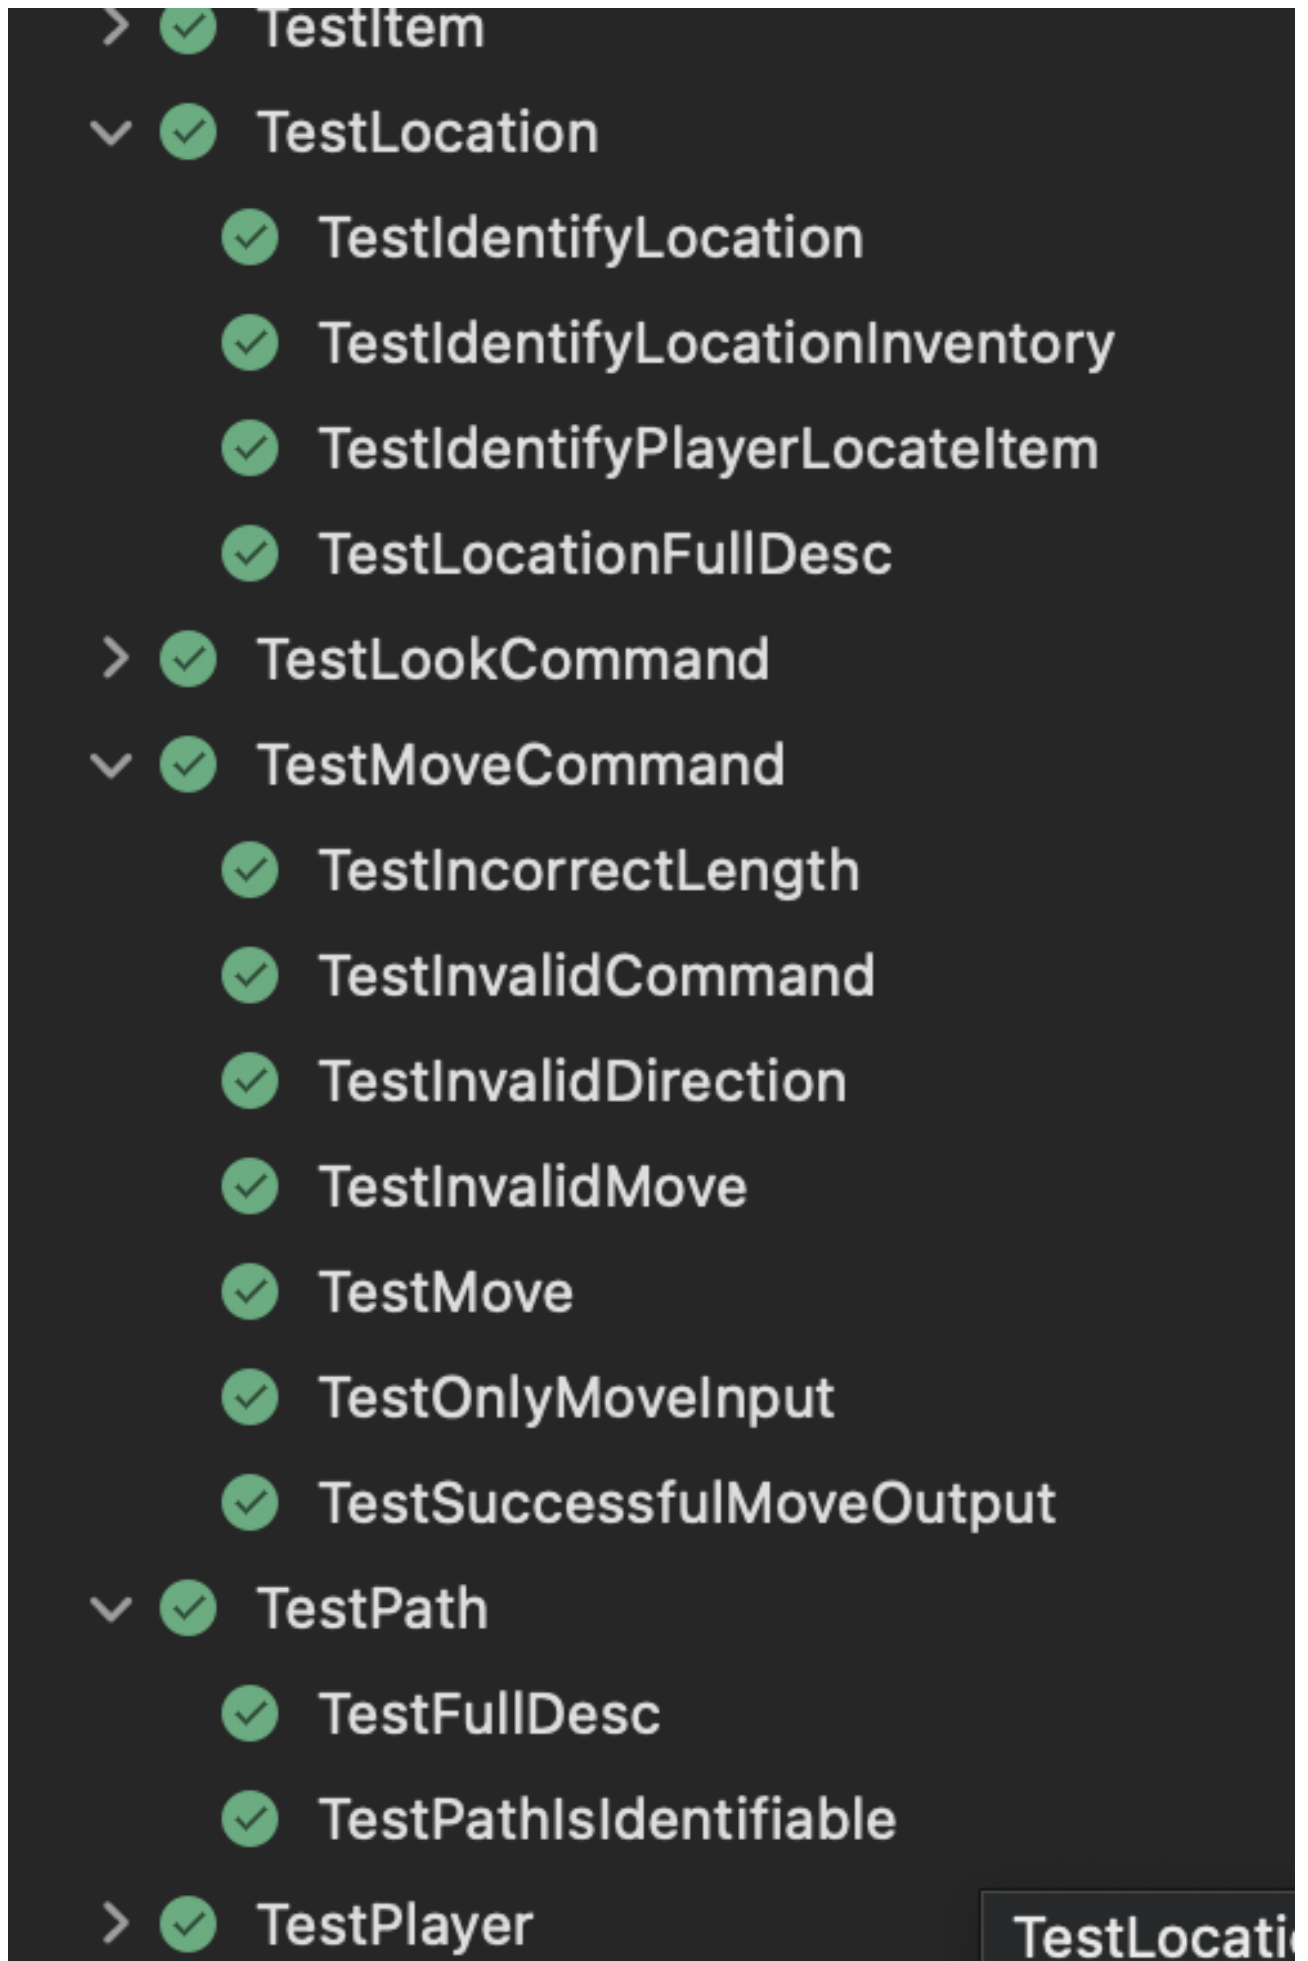 TestItem
TestLocation
TestIdentifyLocation
TestIdentifyLocationInventory
TestIdentifyPlayerLocateItem
TestLocationFullDesc
TestLookCommand
TestMoveCommand
TestIncorrectLength
TestInvalidCommand
TestInvalidDirection
TestInvalidMove
TestMove
TestOnlyMoveInput
TestSuccessfulMoveOutput
TestPath
TestFullDesc
TestPathIsIdentifiable
TestPlayer